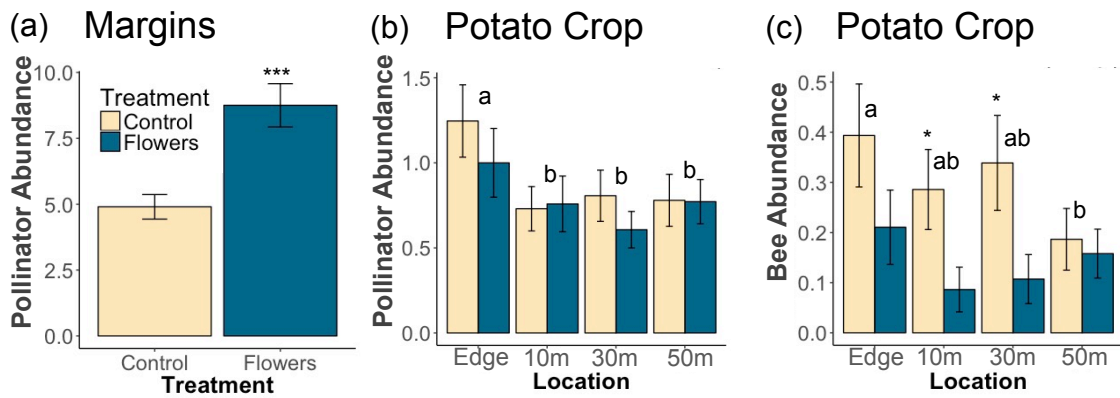 (a) Margins
Pollinator Abundance
10.0
7.5
5.0
2.5
0.0
***
Treatment
Control
Flowers
Control Flowers
Treatment
(b) Potato Crop
Pollinator Abundance
1.5
1.0
0.5
0.0
a
b
b
b
Edge 10m 30m 50m
Location
(c) Potato Crop
Bee Abundance
0.5
0.4
0.3
0.2
0.1
0.0
a
*
ab
*
ab
b
Edge 10m 30m 50m
Location